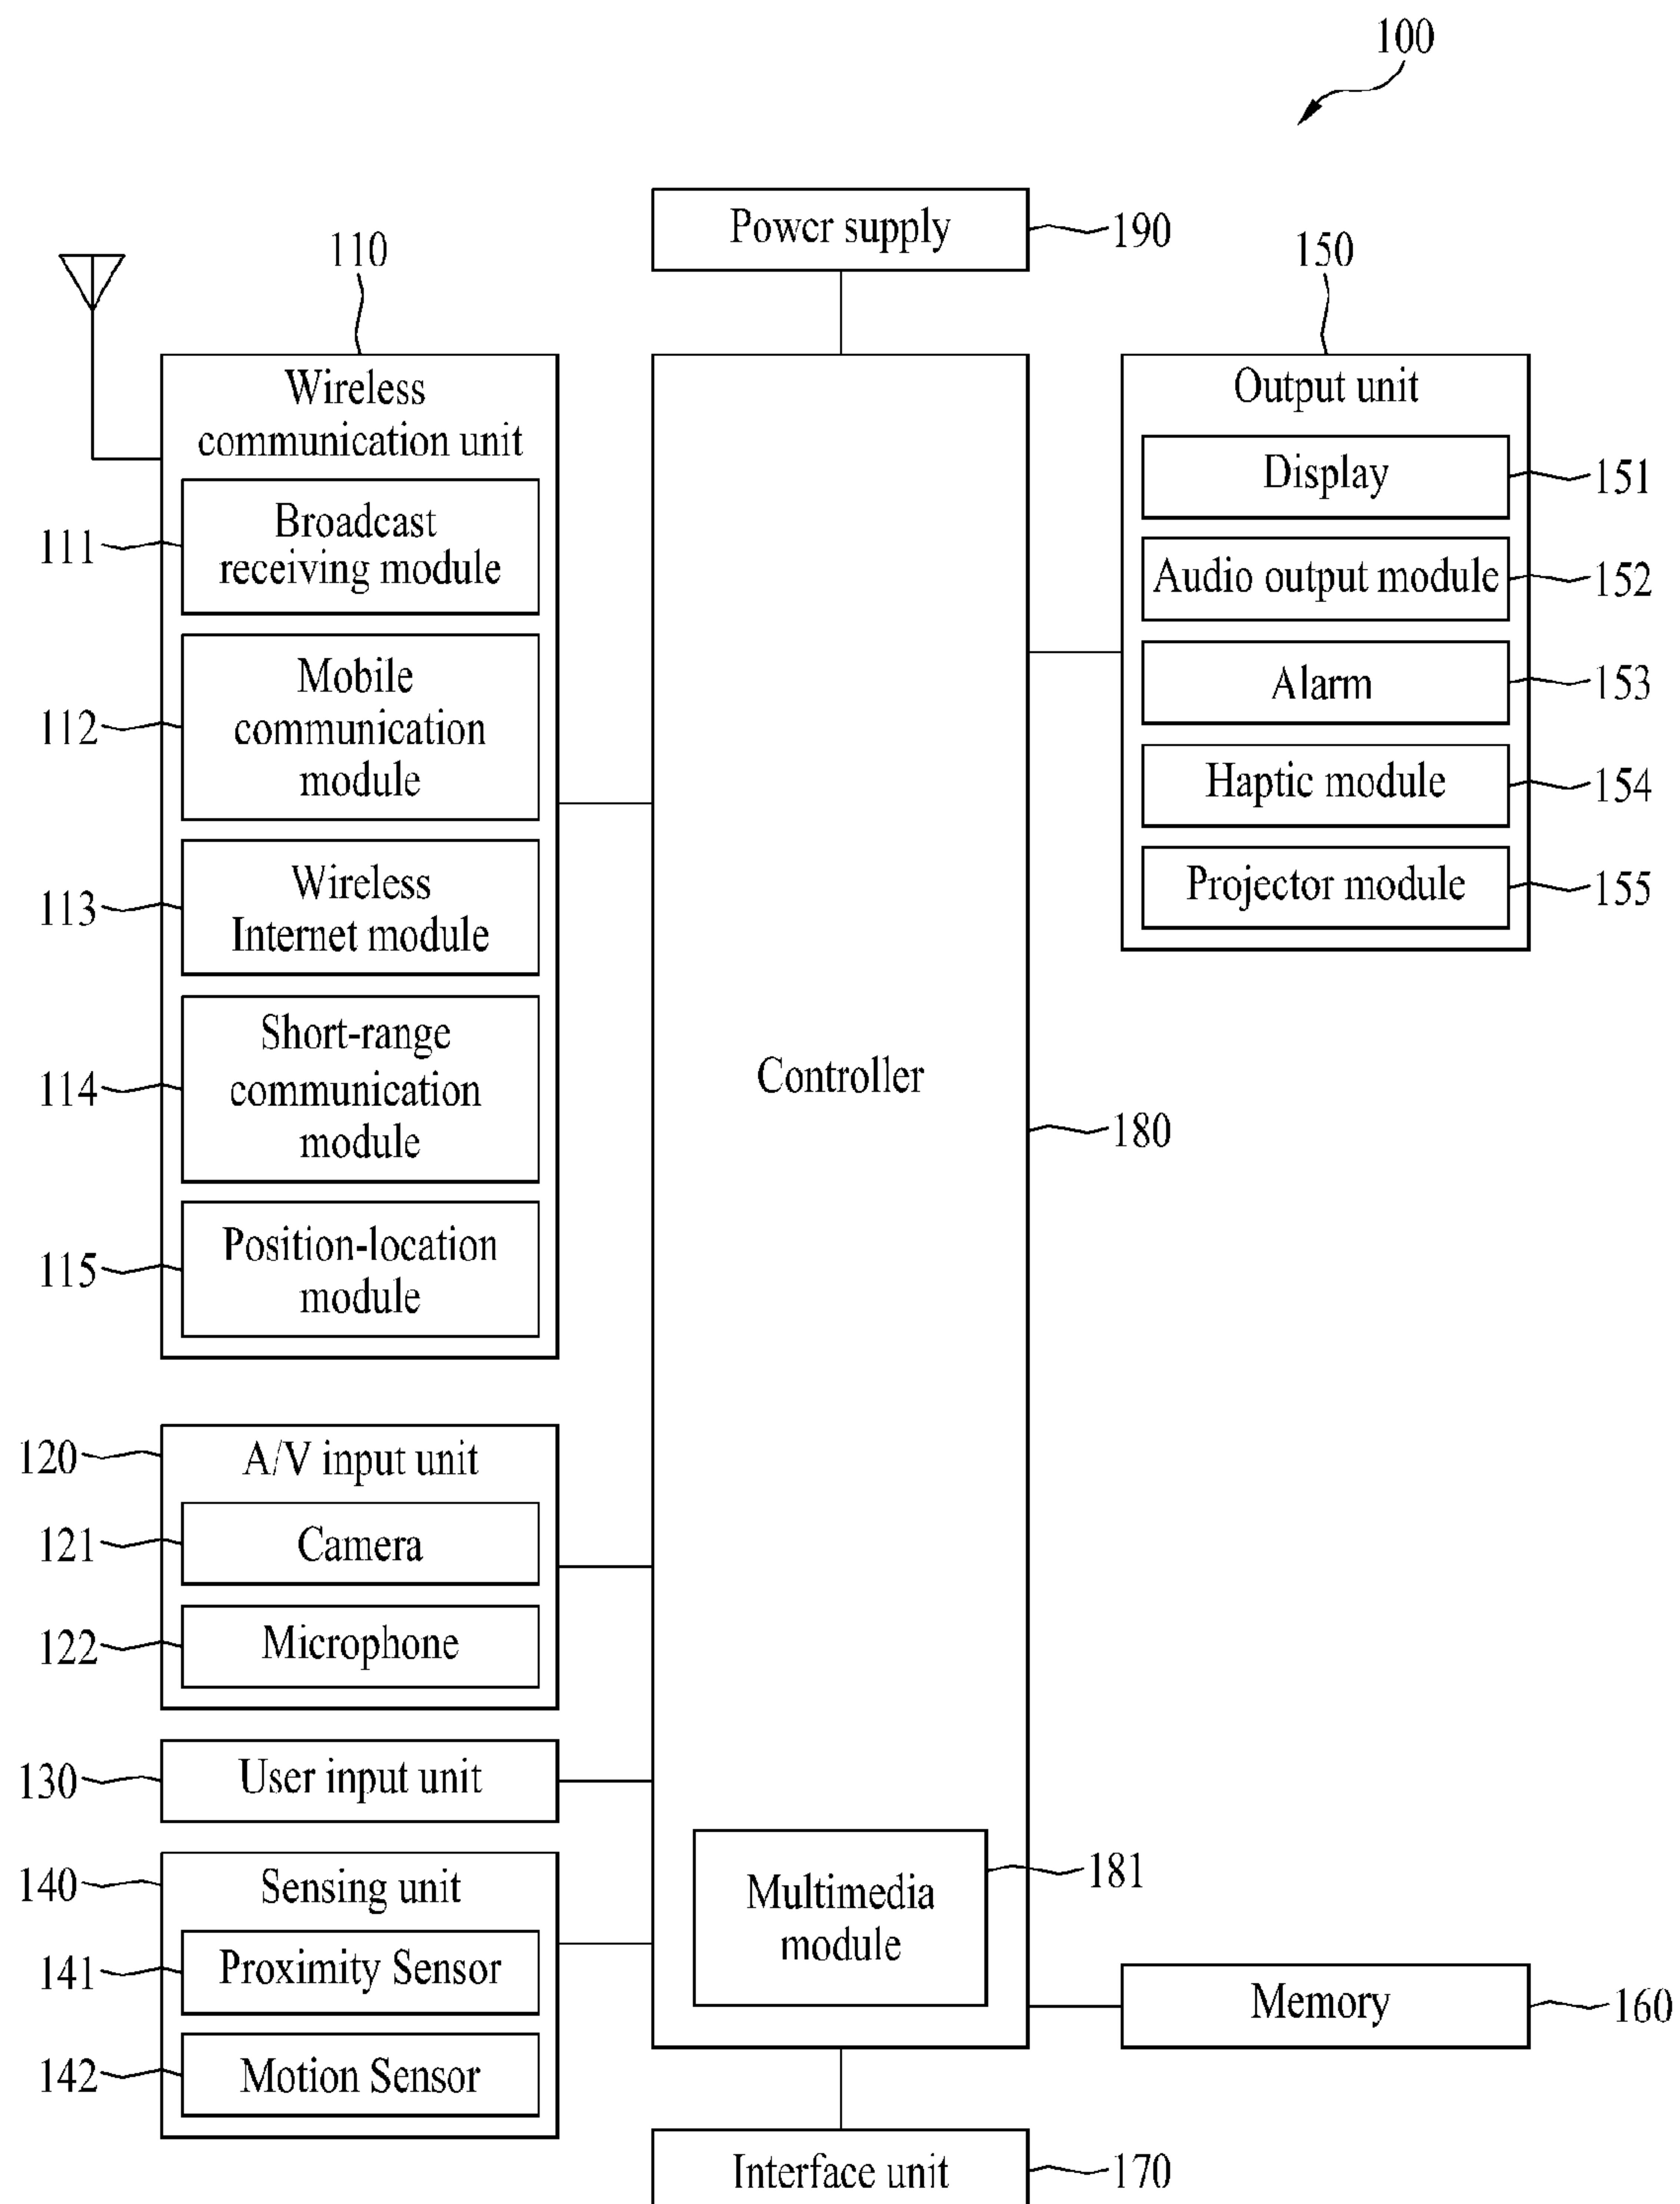 100
Power supply
190
110
150
Wireless
communication unit
Broadcast
receiving module
111
Mobile
communication
module
112
Wireless
Internet module
113
Short-range
communication
module
114
Position-location
module
115
Output unit
Display
151
Audio output module
152
Alarm
153
Haptic module
154
Projector module
155
Controller
180
120
A/V input unit
121
Camera
122
Microphone
130
User input unit
140
Sensing unit
141
Proximity Sensor
142
Motion Sensor
Multimedia
module
181
Memory
160
Interface unit
170